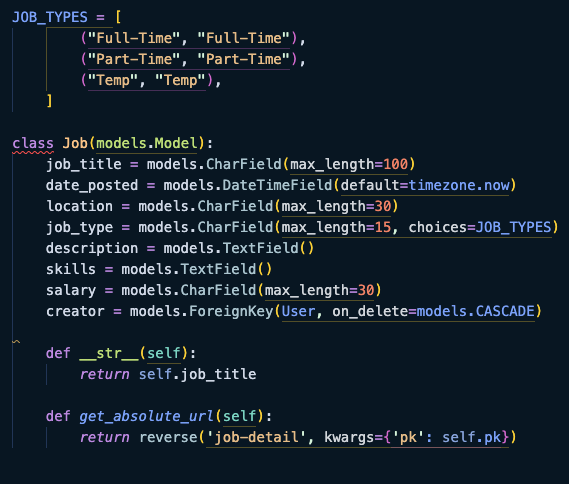 JOB_TYPES = [
        ("Full-Time", "Full-Time"),
        ("Part-Time", "Part-Time"),
        ("Temp", "Temp"),
    ]
class Job(models.Model):
    job_title = models.CharField(max_length=100)
    date_posted = models.DateTimeField(default=timezone.now)
    location = models.CharField(max_length=30)
    job_type = models.CharField(max_length=15, choices=JOB_TYPES)
    description = models.TextField()
    skills = models.TextField()
    salary = models.CharField(max_length=30)
    creator = models.ForeignKey(User, on_delete=models.CASCADE)
    def __str__(self):
        return self.job_title
    def get_absolute_url(self):
        return reverse('job-detail', kwargs={'pk': self.pk})